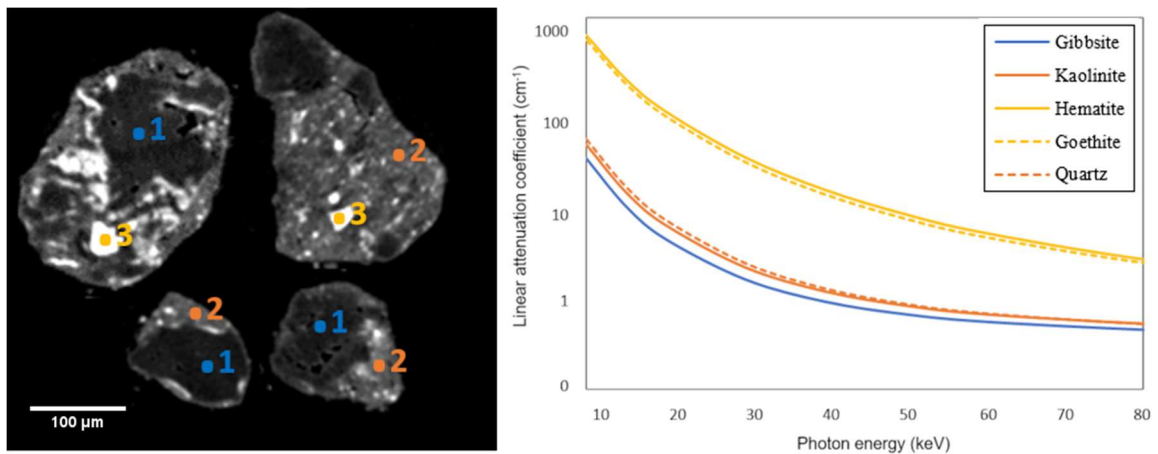 1
2
3
3
2
1
2
1
100 µm
Linear attenuation coefficient (cm⁻¹)
1000
100
10
1
0
10 20 30 40 50 60 70 80
Photon energy (keV)
Gibbsite
Kaolinite
Hematite
Goethite
Quartz